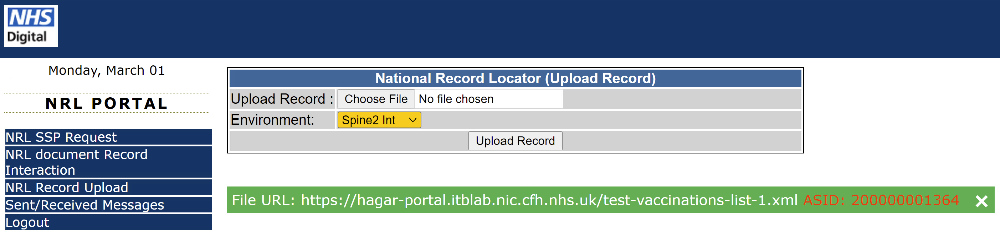 NHS
Digital
Monday, March 01
NRL PORTAL
NRL SSP Request
NRL document Record
Interaction
NRL Record Upload
Sent/Received Messages
Logout
National Record Locator (Upload Record)
Upload Record : Choose File No file chosen
Environment: Spine2 Int
Upload Record
File URL: https://hagar-portal.itblab.nic.cfh.nhs.uk/test-vaccinations-list-1.xml ASID: 200000001364 ×